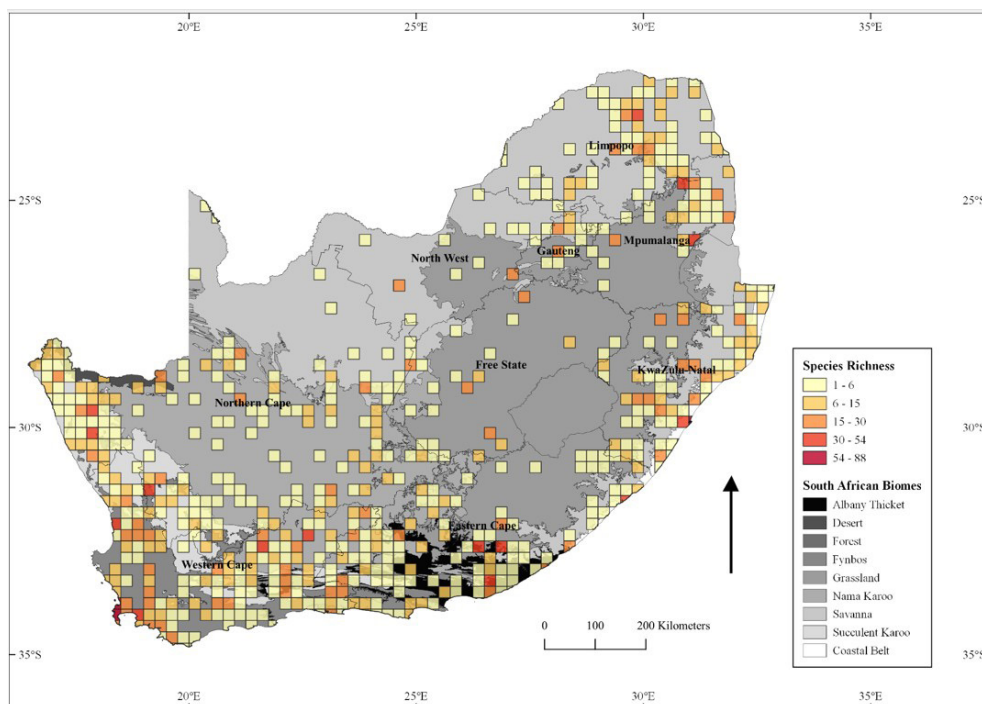 20°E 25°E 30°E 35°E
Limpopo
25°S 25°S
Mpumalanga
Gauteng
North West
Free State
KwaZulu-Natal
Northern Cape
30°S 30°S
Eastern Cape
Western Cape
Species Richness
1 - 6
6 - 15
15 - 30
30 - 54
54 - 88
South African Biomes
Albany Thicket
Desert
Forest
Fynbos
Grassland
Nama Karoo
Savanna
Succulent Karoo
Coastal Belt
0 100 200 Kilometers
35°S 35°S
20°E 25°E 30°E